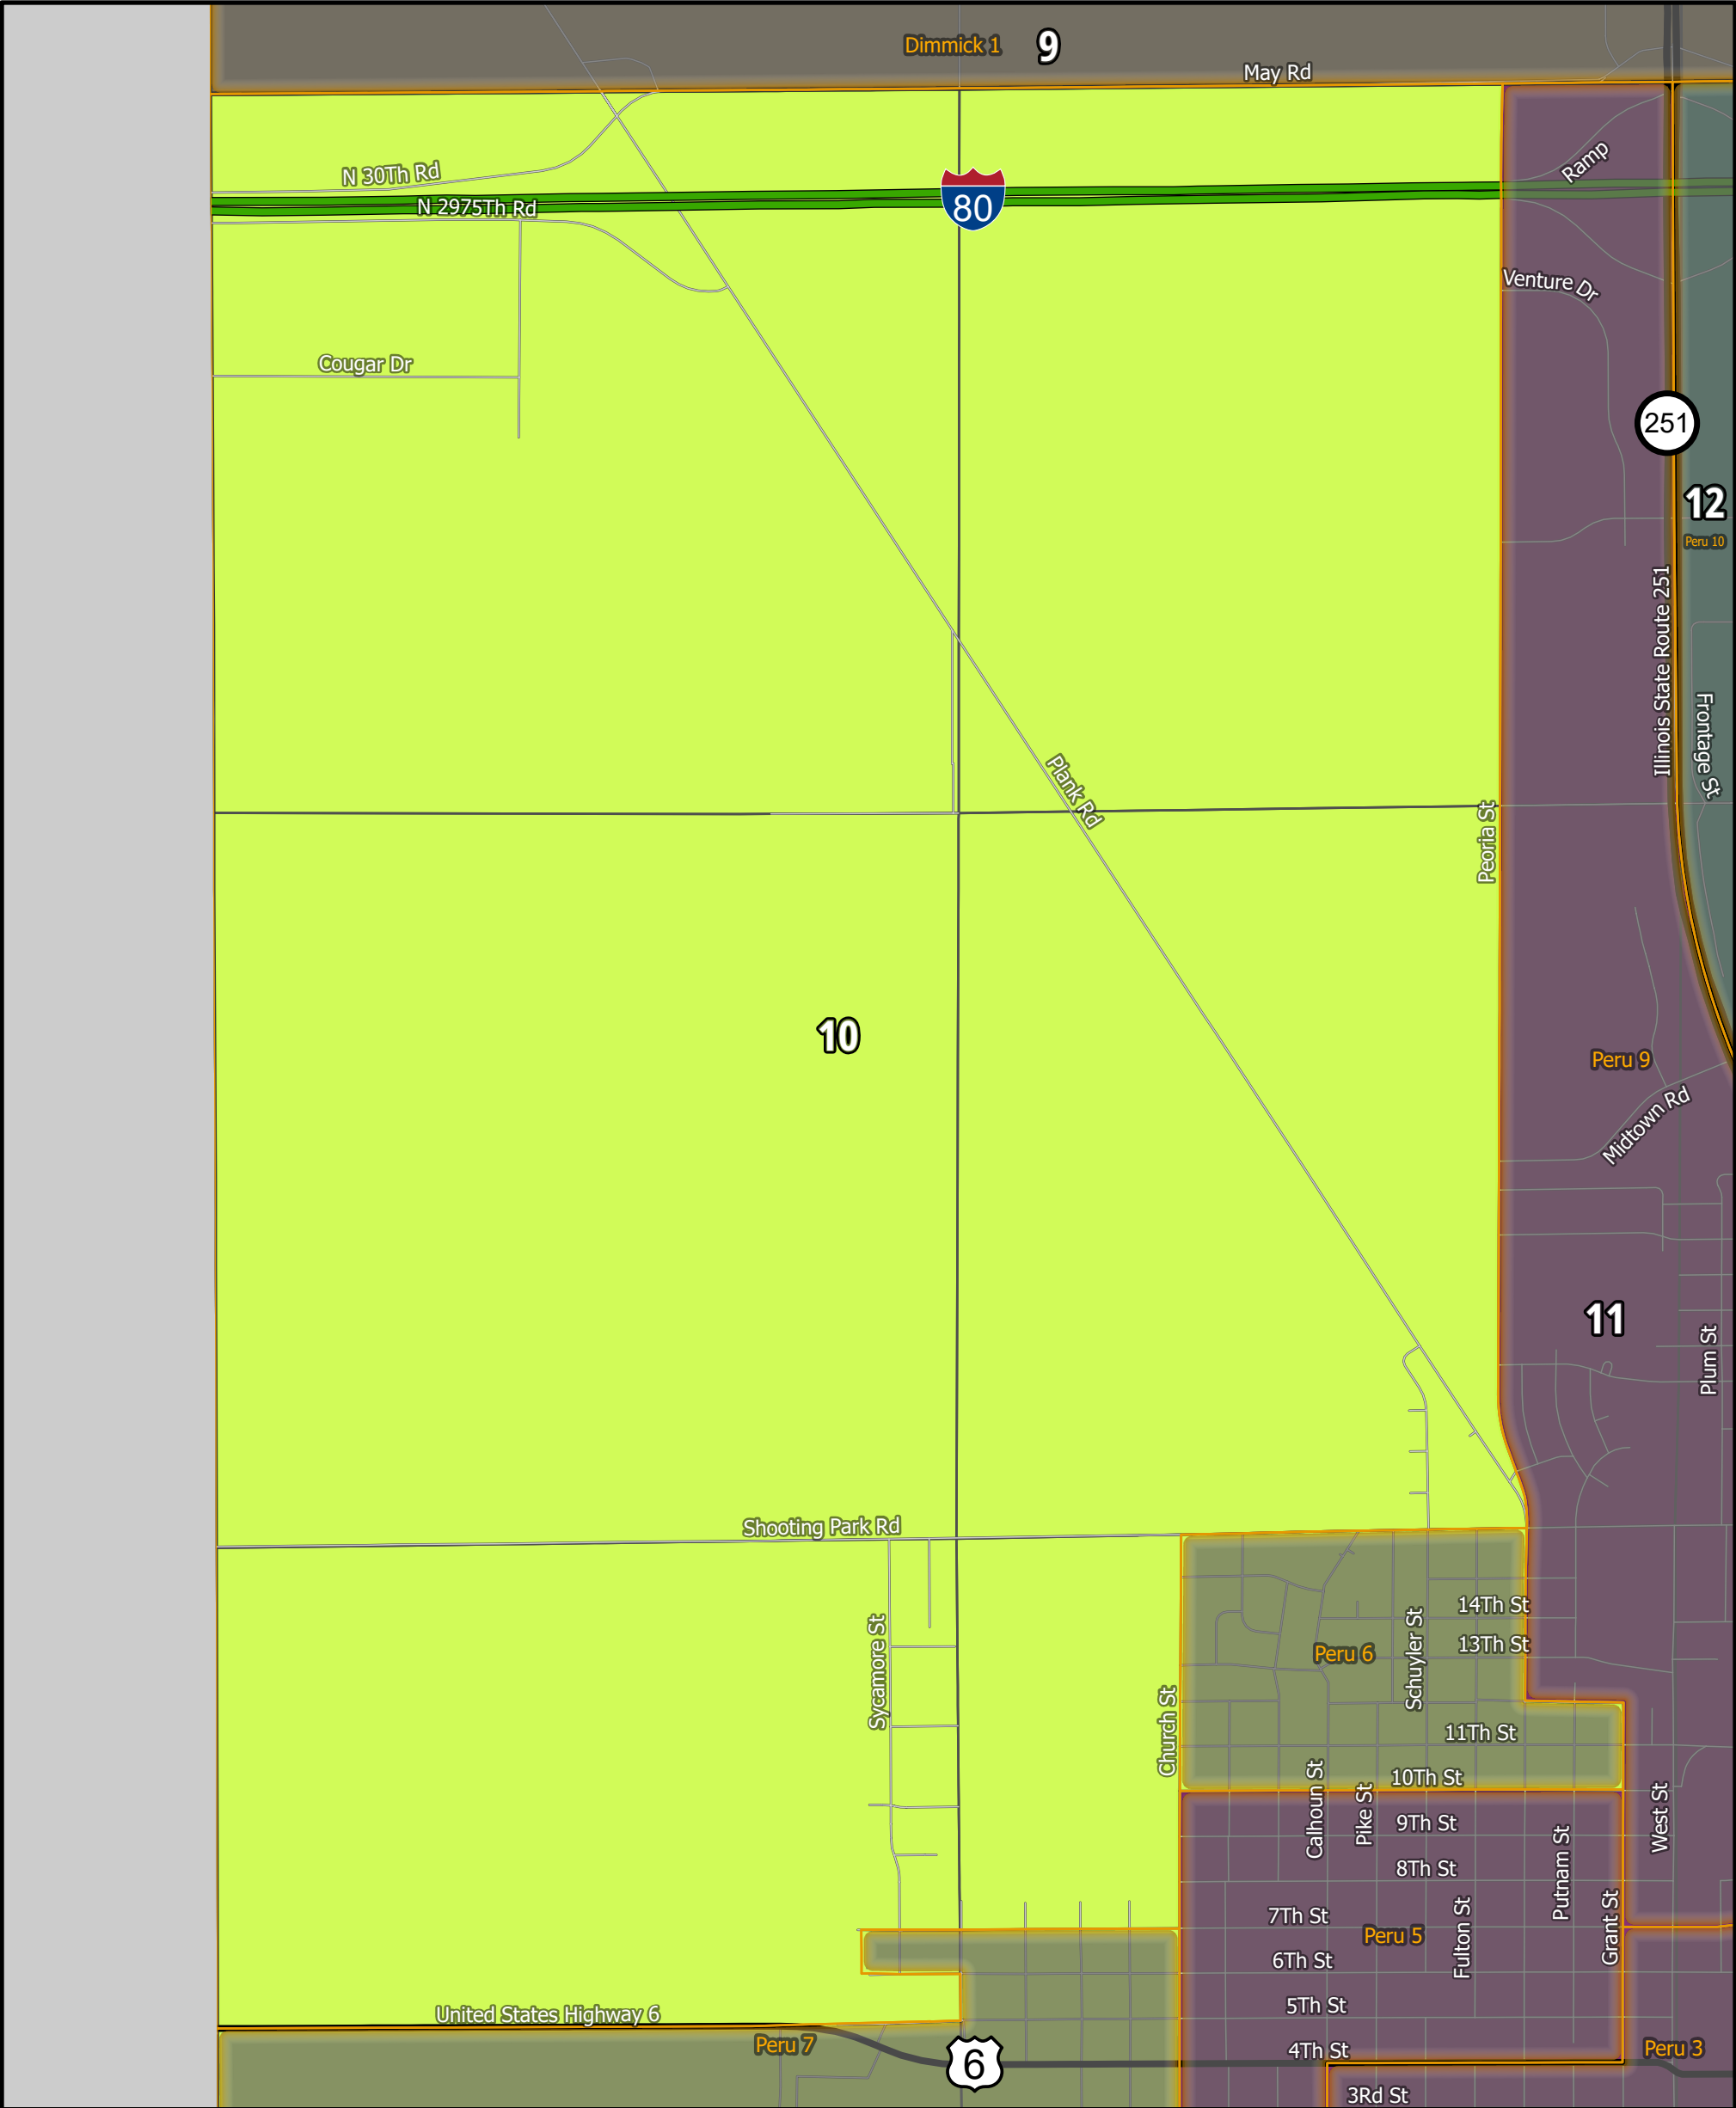 Dimmick 1
9
May Rd
N 30Th Rd
Ramp
N 2975Th Rd
80
Venture Dr
Cougar Dr
251
12
Peru 10
Illinois State Route 251
Frontage St
Plank Rd
Peoria St
10
Peru 9
Midtown Rd
11
Plum St
Shooting Park Rd
Sycamore St
Church St
Peru 6
Schuyler St
14Th St
13Th St
11Th St
10Th St
Calhoun St
Pike St
9Th St
West St
8Th St
Putnam St
7Th St
Fulton St
Grant St
Peru 5
6Th St
5Th St
United States Highway 6
Peru 7
6
4Th St
Peru 3
3Rd St